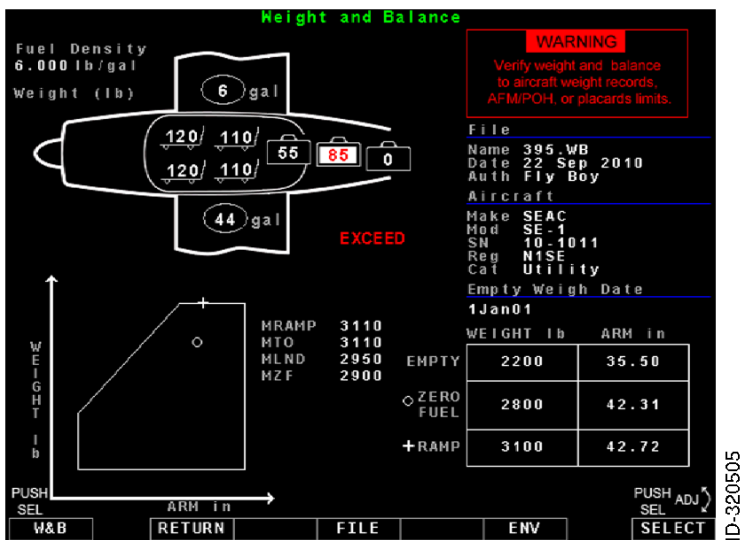 Weight and Balance
Fuel Density
6.000 lb/gal
Weight (lb)
6 gal
120 110
55 85 0
120 110
44 gal
EXCEED
WARNING
Verify weight and balance
to aircraft weight records,
AFM/POH, or placards limits.
File
Name 395.WB
Date 22 Sep 2010
Auth Fly Boy
Aircraft
Make SEAC
Mod SE-1
SN 10-1011
Reg N1SE
Cat Utility
Empty Weigh Date
1Jan01
WEIGHT lb ARM in
EMPTY 2200 35.50
ZERO FUEL 2800 42.31
RAMP 3100 42.72
MRAMP 3110
MTO 3110
MLND 2950
MZF 2900
WEIGHT lb
ARM in
PUSH SEL
PUSH SEL ADJ
W&B RETURN FILE ENV SELECT
ID-320505